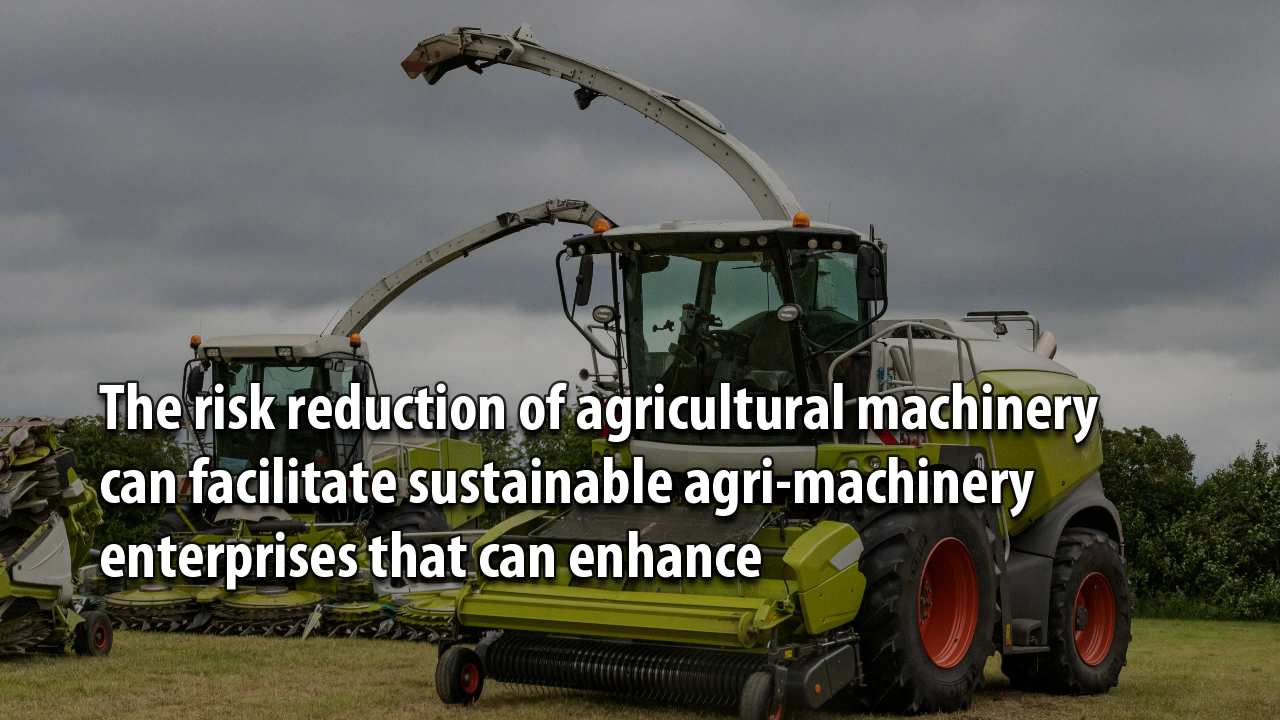 The risk reduction of agricultural machinery
can facilitate sustainable agri-machinery
enterprises that can enhance